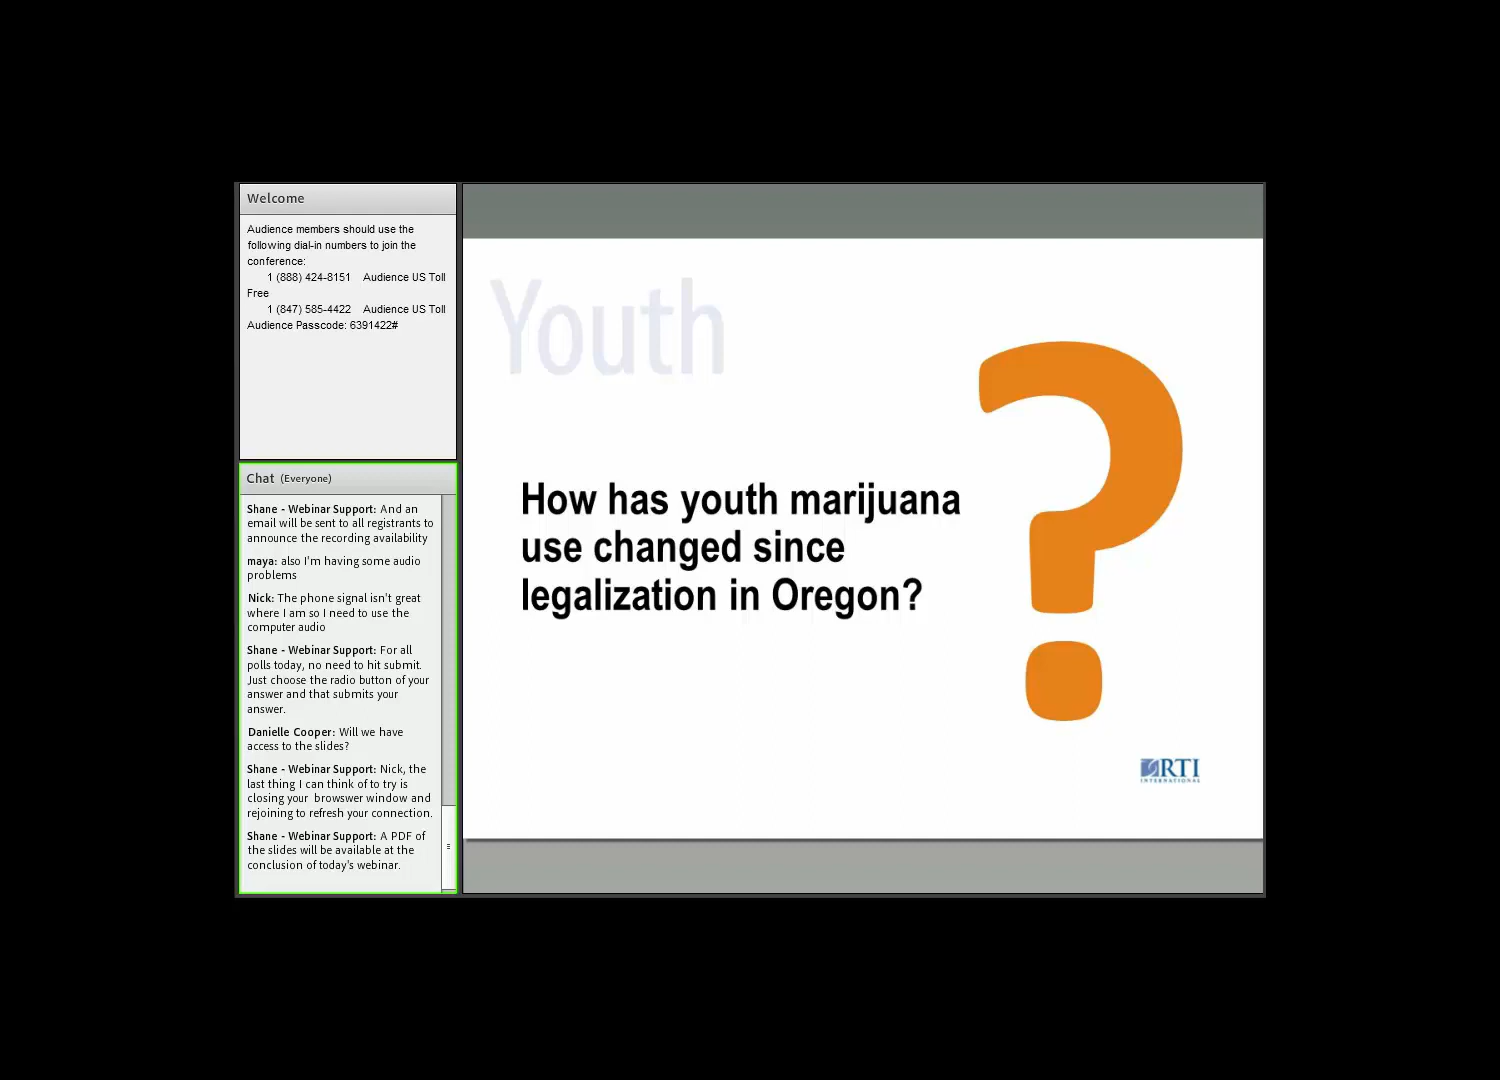 Welcome
Audience members should use the
following dial-in numbers to join the
conference:
1 (888) 424-8151 Audience US Toll
Free
1 (847) 585-4422 Audience US Toll
Audience Passcode: 6391422#
Chat (Everyone)
Shane - Webinar Support: And an
email will be sent to all registrants to
announce the recording availability
maya: also I'm having some audio
problems
Nick: The phone signal isn't great
where I am so I need to use the
computer audio
Shane - Webinar Support: For all
polls today, no need to hit submit.
Just choose the radio button of your
answer and that submits your
answer.
Danielle Cooper: Will we have
access to the slides?
Shane - Webinar Support: Nick, the
last thing I can think of to try is
closing your browswer window and
rejoining to refresh your connection.
Shane - Webinar Support: A PDF of
the slides will be available at the
conclusion of today's webinar.
Youth
How has youth marijuana
use changed since
legalization in Oregon?
?
RTI
INTERNATIONAL